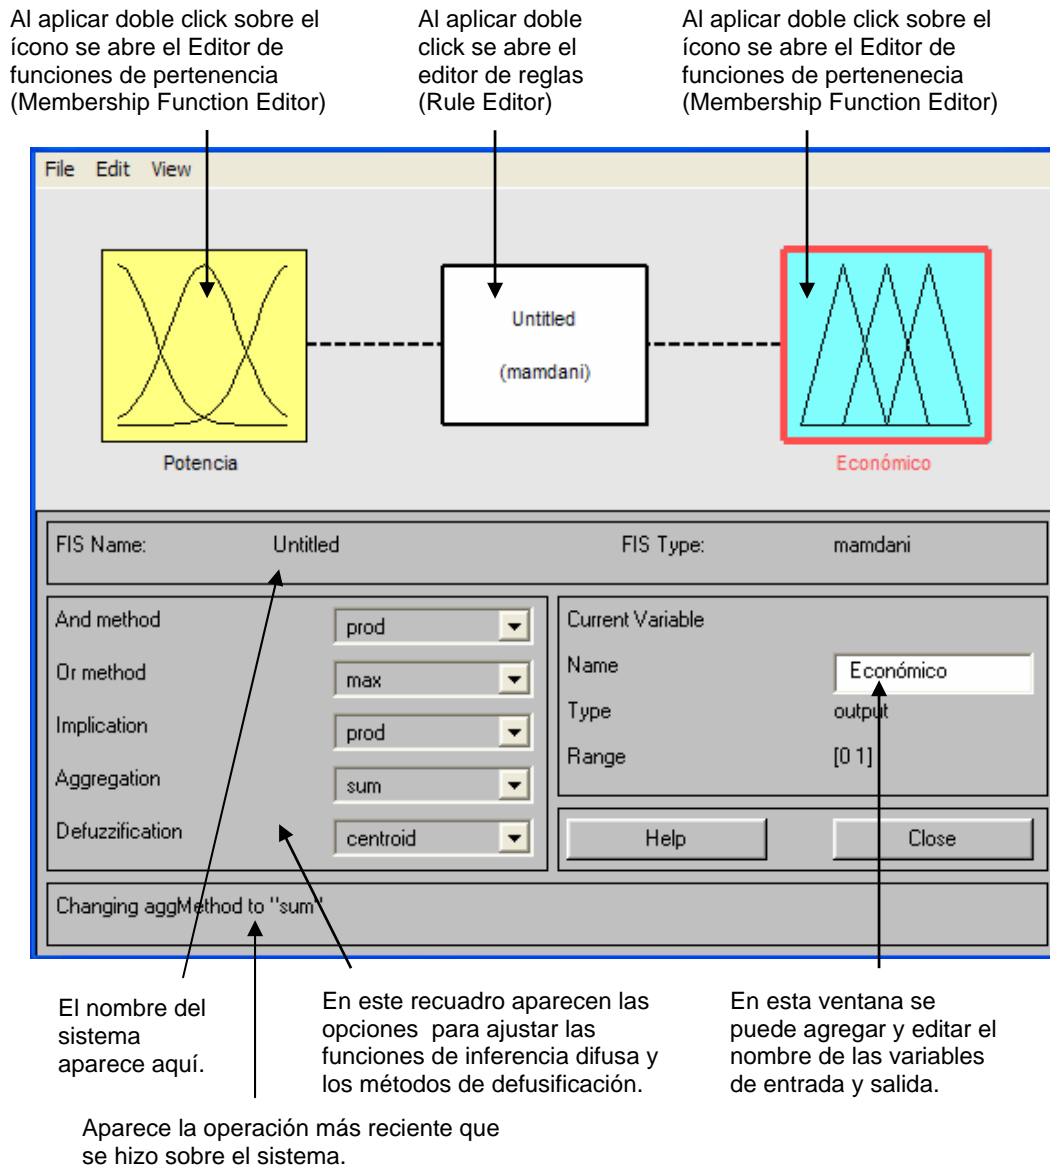 Al aplicar doble click sobre el
ícono se abre el Editor de
funciones de pertenencia
(Membership Function Editor)
Al aplicar doble
click se abre el
editor de reglas
(Rule Editor)
Al aplicar doble click sobre el
ícono se abre el Editor de
funciones de pertenenecia
(Membership Function Editor)
File Edit View
Untitled
(mamdani)
Potencia
Económico
FIS Name: Untitled
FIS Type: mamdani
And method prod
Or method max
Implication prod
Aggregation sum
Defuzzification centroid
Current Variable
Name Económico
Type output
Range [0 1]
Help
Close
Changing aggMethod to "sum"
El nombre del
sistema
aparece aquí.
En este recuadro aparecen las
opciones para ajustar las
funciones de inferencia difusa y
los métodos de defusificación.
En esta ventana se
puede agregar y editar el
nombre de las variables
de entrada y salida.
Aparece la operación más reciente que
se hizo sobre el sistema.